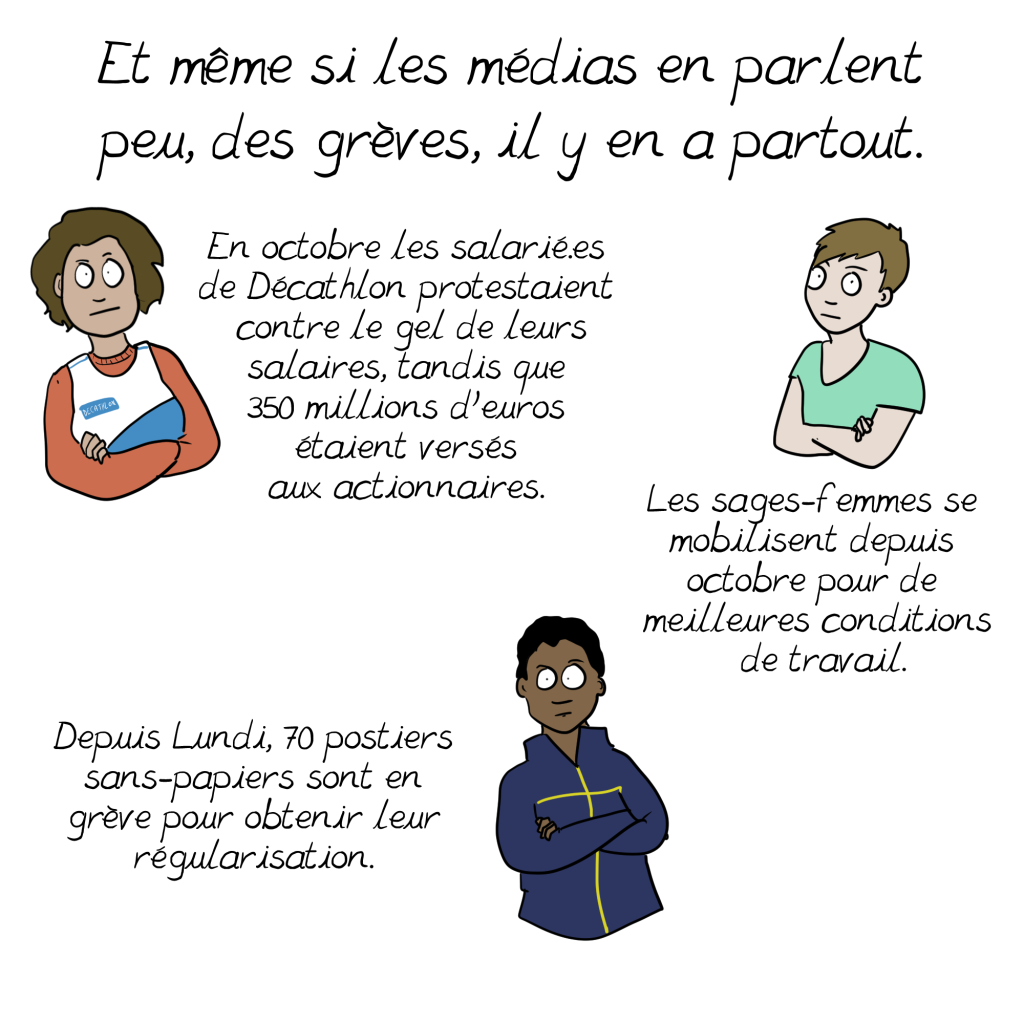 Et même si les médias en parlent
peu, des grèves, il y en a partout.
En octobre les salarié.es
de Décathlon protestaient
contre le gel de leurs
salaires, tandis que
350 millions d'euros
étaient versés
aux actionnaires.
DECATHLON
Les sages-femmes se
mobilisent depuis
octobre pour de
meilleures conditions
de travail.
Depuis Lundi, 70 postiers
sans-papiers sont en
grève pour obtenir leur
régularisation.